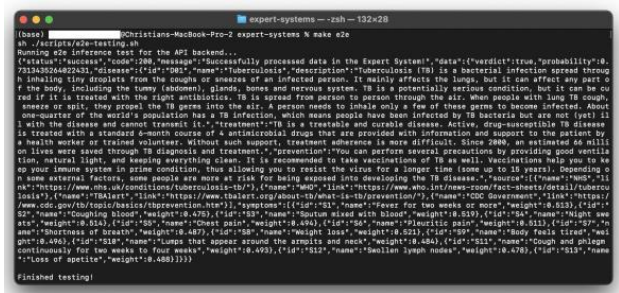 expert-systems — -zsh — 132×28
(base) @Christians-MacBook-Pro-2 expert-systems % make e2e
sh ./scripts/e2e-testing.sh
Running e2e inference test for the API backend...
{"status":"success","code":200,"message":"Successfully processed data in the Expert System!","data":{"verdict":true,"probability":0.
7313435264022431,"disease":{"id":"D01","name":"Tuberculosis","description":"Tuberculosis (TB) is a bacterial infection spread throug
h inhaling tiny droplets from the coughs or sneezes of an infected person. It mainly affects the lungs, but it can affect any part o
f the body, including the tummy (abdomen), glands, bones and nervous system. TB is a potentially serious condition, but it can be cu
red if it is treated with the right antibiotics. TB is spread from person to person through the air. When people with lung TB cough,
sneeze or spit, they propel the TB germs into the air. A person needs to inhale only a few of these germs to become infected. About
one-quarter of the world's population has a TB infection, which means people have been infected by TB bacteria but are not (yet) il
l with the disease and cannot transmit it.","treatment":"TB is a treatable and curable disease. Active, drug-susceptible TB disease
is treated with a standard 6-month course of 4 antimicrobial drugs that are provided with information and support to the patient by
a health worker or trained volunteer. Without such support, treatment adherence is more difficult. Since 2000, an estimated 66 milli
on lives were saved through TB diagnosis and treatment.","prevention":"You can perform several precautions by providing good ventila
tion, natural light, and keeping everything clean. It is recommended to take vaccinations of TB as well. Vaccinations help you to ke
ep your immune system in prime condition, thus allowing you to resist the virus for a longer time (some up to 15 years). Depending o
n some external factors, some people are more at risk for being exposed into developing the TB disease.","source":[{"name":"NHS","li
nk":"https://www.nhs.uk/conditions/tuberculosis-tb/"},{"name":"WHO","link":"https://www.who.int/news-room/fact-sheets/detail/tubercu
losis"},{"name":"TBAlert","link":"https://www.tbalert.org/about-tb/what-is-tb/prevention/"},{"name":"CDC Government","link":"https:/
/www.cdc.gov/tb/topic/basics/tbprevention.htm"}],"symptoms":[{"id":"S1","name":"Fever for two weeks or more","weight":0.513},{"id":"
S2","name":"Coughing blood","weight":0.475},{"id":"S3","name":"Sputum mixed with blood","weight":0.519},{"id":"S4","name":"Night swe
ats","weight":0.514},{"id":"S5","name":"Chest pain","weight":0.494},{"id":"S6","name":"Pleuritic pain","weight":0.511},{"id":"S7","n
ame":"Shortness of breath","weight":0.487},{"id":"S8","name":"Weight loss","weight":0.521},{"id":"S9","name":"Body feels tired","wei
ght":0.496},{"id":"S10","name":"Lumps that appear around the armpits and neck","weight":0.484},{"id":"S11","name":"Cough and phlegm
continuously for two weeks to four weeks","weight":0.493},{"id":"S12","name":"Swollen lymph nodes","weight":0.478},{"id":"S13","name
":"Loss of apetite","weight":0.488}]}}}
Finished testing!